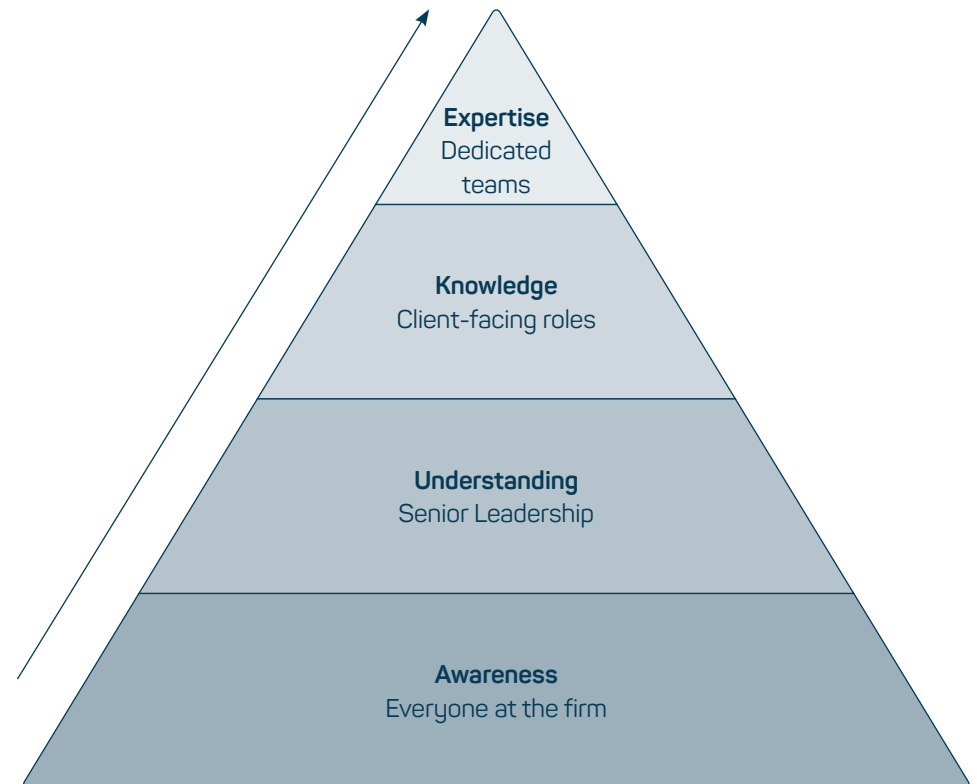 Expertise
Dedicated
teams
Knowledge
Client-facing roles
Understanding
Senior Leadership
Awareness
Everyone at the firm